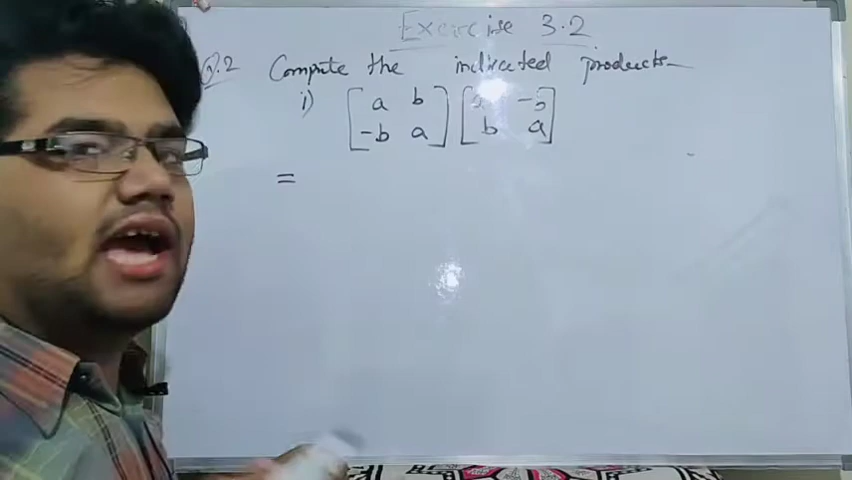 Exercise 3.2
Q.2 Compute the indicated products
i) [a b [a -b
-b a] b a]
=